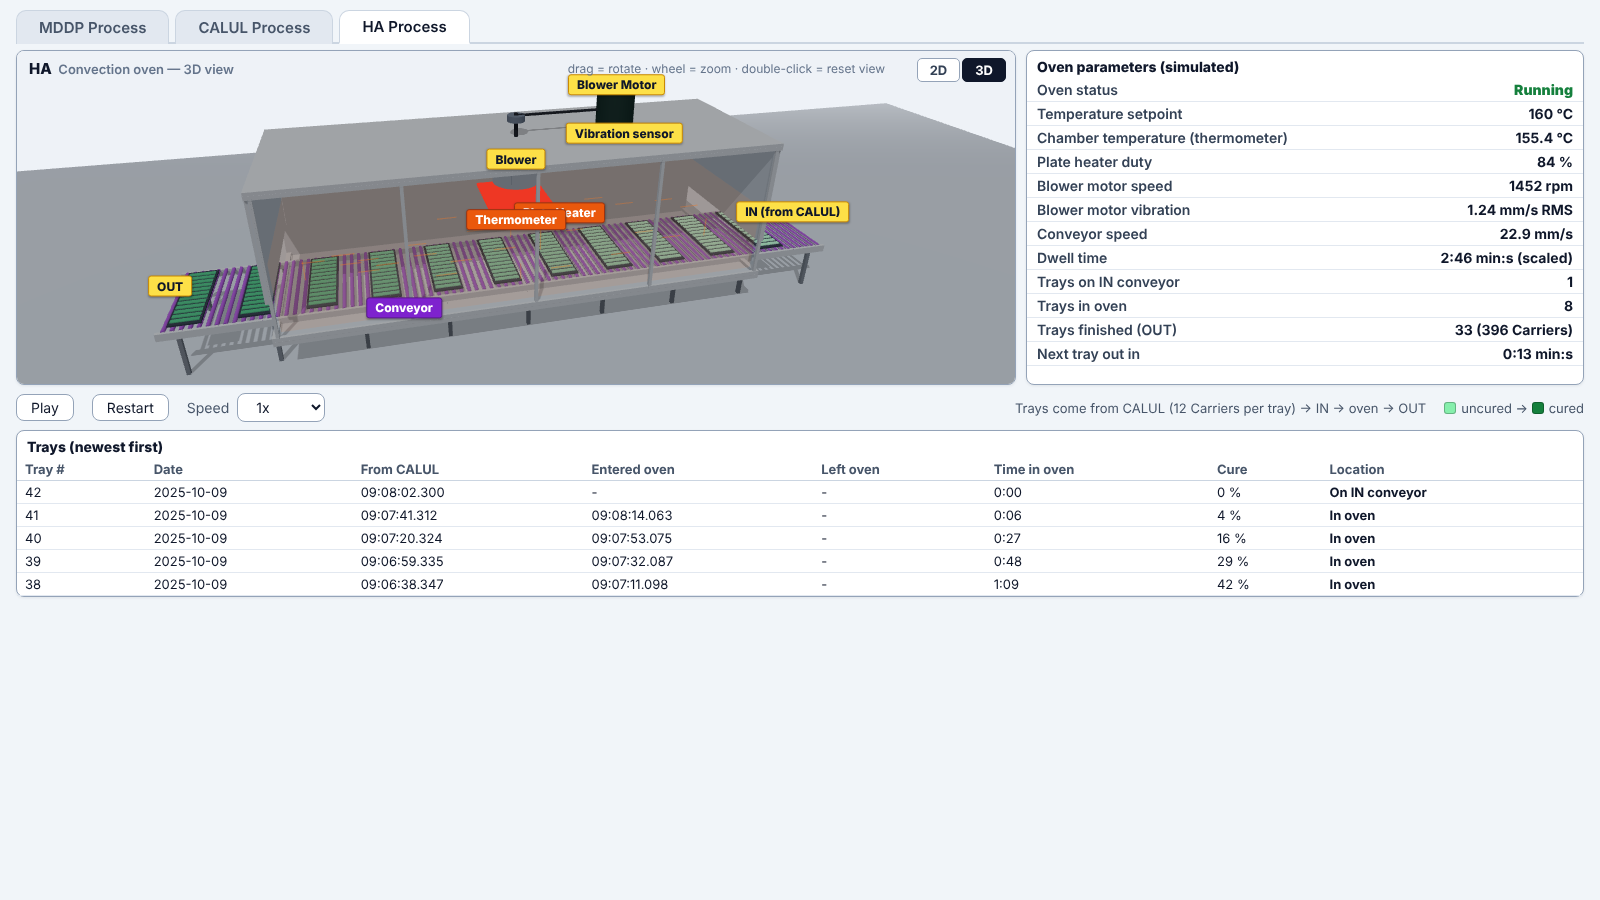 MDDP Process
CALUL Process
HA Process
HA Convection oven — 3D view
drag = rotate · wheel = zoom · double-click = reset view
2D
3D
Blower Motor
Vibration sensor
Blower
Heater
Thermometer
IN (from CALUL)
OUT
Conveyor
Oven parameters (simulated)
Oven status Running
Temperature setpoint 160 °C
Chamber temperature (thermometer) 155.4 °C
Plate heater duty 84 %
Blower motor speed 1452 rpm
Blower motor vibration 1.24 mm/s RMS
Conveyor speed 22.9 mm/s
Dwell time 2:46 min:s (scaled)
Trays on IN conveyor 1
Trays in oven 8
Trays finished (OUT) 33 (396 Carriers)
Next tray out in 0:13 min:s
Play
Restart
Speed
1x
Trays come from CALUL (12 Carriers per tray) → IN → oven → OUT
uncured → cured
Trays (newest first)
Tray # Date From CALUL Entered oven Left oven Time in oven Cure Location
42 2025-10-09 09:08:02.300 - - 0:00 0 % On IN conveyor
41 2025-10-09 09:07:41.312 09:08:14.063 - 0:06 4 % In oven
40 2025-10-09 09:07:20.324 09:07:53.075 - 0:27 16 % In oven
39 2025-10-09 09:06:59.335 09:07:32.087 - 0:48 29 % In oven
38 2025-10-09 09:06:38.347 09:07:11.098 - 1:09 42 % In oven